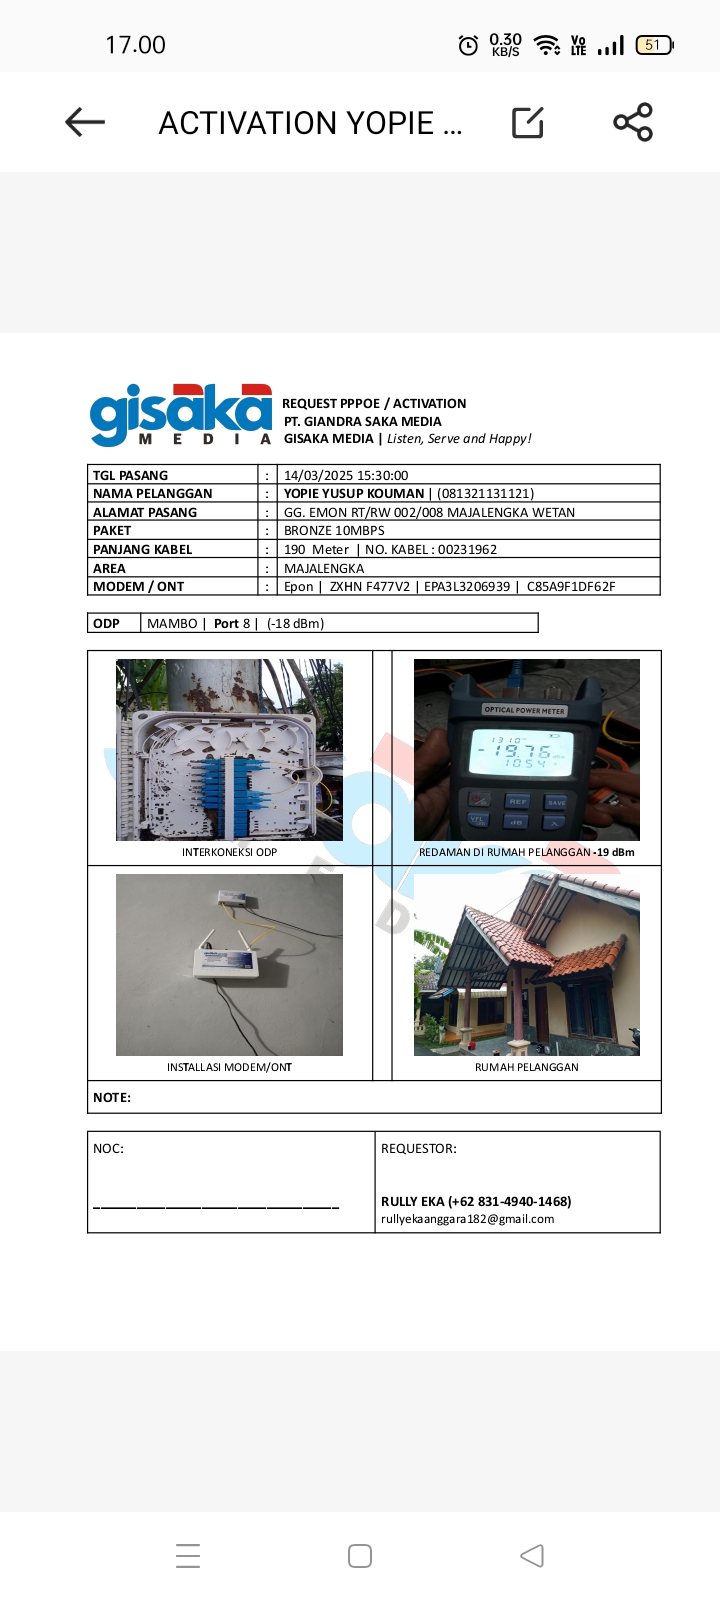 17.00
0.30
KB/S
Vo
LTE
51
ACTIVATION YOPIE ...
gisaka
MEDIA
REQUEST PPPOE / ACTIVATION
PT. GIANDRA SAKA MEDIA
GISAKA MEDIA | Listen, Serve and Happy!
TGL PASANG : 14/03/2025 15:30:00
NAMA PELANGGAN : YOPIE YUSUP KOUMAN | (081321131121)
ALAMAT PASANG : GG. EMON RT/RW 002/008 MAJALENGKA WETAN
PAKET : BRONZE 10MBPS
PANJANG KABEL : 190 Meter | NO. KABEL : 00231962
AREA : MAJALENGKA
MODEM / ONT : Epon | ZXHN F477V2 | EPA3L3206939 | C85A9F1DF62F
ODP MAMBO | Port 8 | (-18 dBm)
OPTICAL POWER METER
1310
-19.76
10.54
REF
SAVE
VFL
dB
INTERKONEKSI ODP
REDAMAN DI RUMAH PELANGGAN -19 dBm
INSTALLASI MODEM/ONT
RUMAH PELANGGAN
NOTE:
NOC:
REQUESTOR:
RULLY EKA (+62 831-4940-1468)
rullyekaanggara182@gmail.com